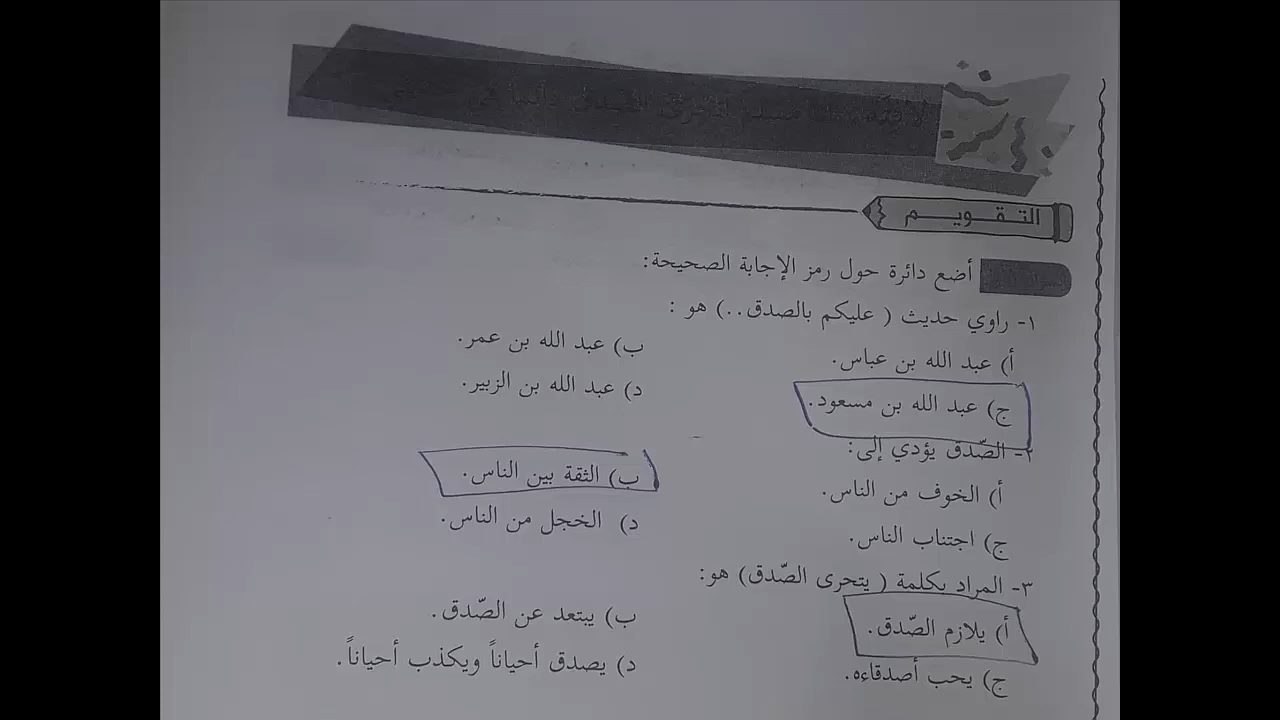 التقويم
أضع دائرة حول رمز الإجابة الصحيحة:
١- راوي حديث ( عليكم بالصدق..) هو :
أ) عبد الله بن عباس. ب) عبد الله بن عمر.
ج) عبد الله بن مسعود. د) عبد الله بن الزبير.
٢- الصّدق يؤدي إلى:
أ) الخوف من الناس. ب) الثقة بين الناس.
ج) اجتناب الناس. د) الخجل من الناس.
٣- المراد بكلمة ( يتحرى الصّدق) هو:
أ) يلازم الصّدق. ب) يبتعد عن الصّدق.
ج) يحب أصدقاءه. د) يصدق أحياناً ويكذب أحياناً.